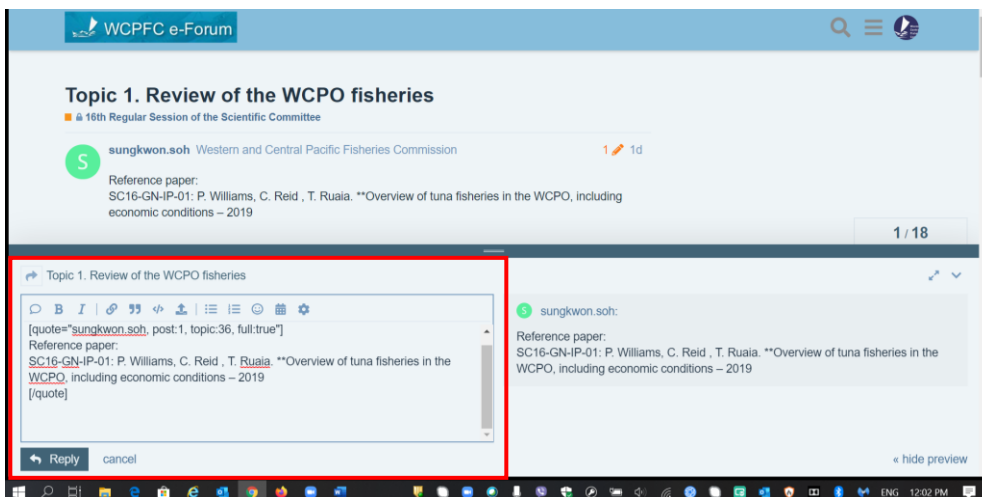 WCPFC e-Forum
Topic 1. Review of the WCPO fisheries
16th Regular Session of the Scientific Committee
S
sungkwon.soh Western and Central Pacific Fisheries Commission
1 1d
Reference paper:
SC16-GN-IP-01: P. Williams, C. Reid , T. Ruaia. **Overview of tuna fisheries in the WCPO, including
economic conditions – 2019
1 / 18
Topic 1. Review of the WCPO fisheries
B I
[quote="sungkwon.soh, post:1, topic:36, full:true"]
Reference paper:
SC16-GN-IP-01: P. Williams, C. Reid , T. Ruaia. **Overview of tuna fisheries in the
WCPO, including economic conditions – 2019
[/quote]
S sungkwon.soh:
Reference paper:
SC16-GN-IP-01: P. Williams, C. Reid , T. Ruaia. **Overview of tuna fisheries in the
WCPO, including economic conditions – 2019
Reply cancel
« hide preview
ENG 12:02 PM